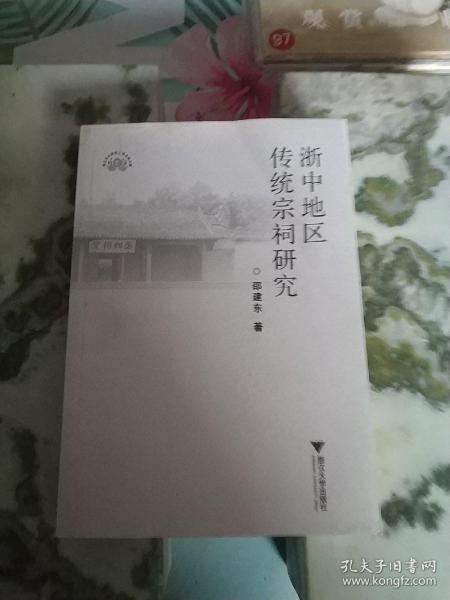 浙中地区
传统宗祠研究
◎邵建东 著
浙江大学出版社
97
孔夫子旧书网
www.kongfz.com